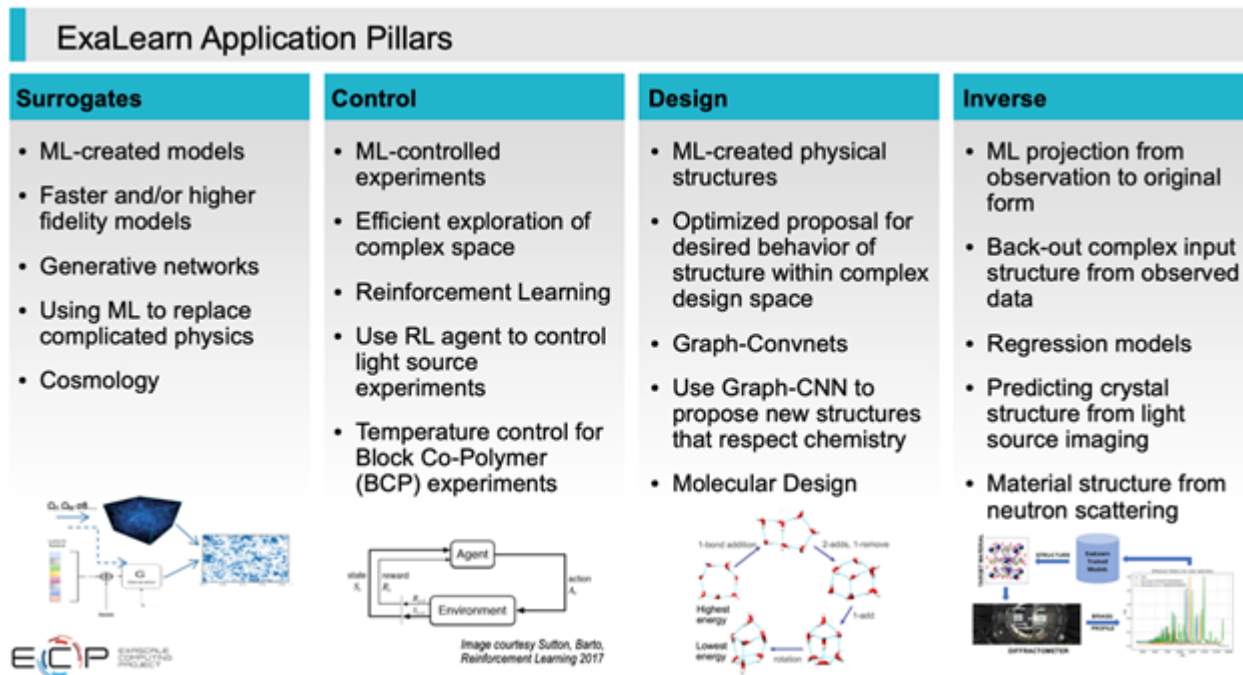 ExaLearn Application Pillars
Surrogates
• ML-created models
• Faster and/or higher
fidelity models
• Generative networks
• Using ML to replace
complicated physics
• Cosmology
Control
• ML-controlled
experiments
• Efficient exploration of
complex space
• Reinforcement Learning
• Use RL agent to control
light source
experiments
• Temperature control for
Block Co-Polymer
(BCP) experiments
Agent
state
reward
action
Environment
Image courtesy Sutton, Barto,
Reinforcement Learning 2017
Design
• ML-created physical
structures
• Optimized proposal for
desired behavior of
structure within complex
design space
• Graph-Convnets
• Use Graph-CNN to
propose new structures
that respect chemistry
• Molecular Design
1-bond addition
2-adds, 1-remove
Highest
energy
1-add
Lowest
energy
rotation
Inverse
• ML projection from
observation to original
form
• Back-out complex input
structure from observed
data
• Regression models
• Predicting crystal
structure from light
source imaging
• Material structure from
neutron scattering
TARGET MATERIAL
STRUCTURE
ExaLearn
Trained
Models
BRAGG
PROFILE
DIFFRACTOMETER
ECP
EXASCALE
COMPUTING
PROJECT